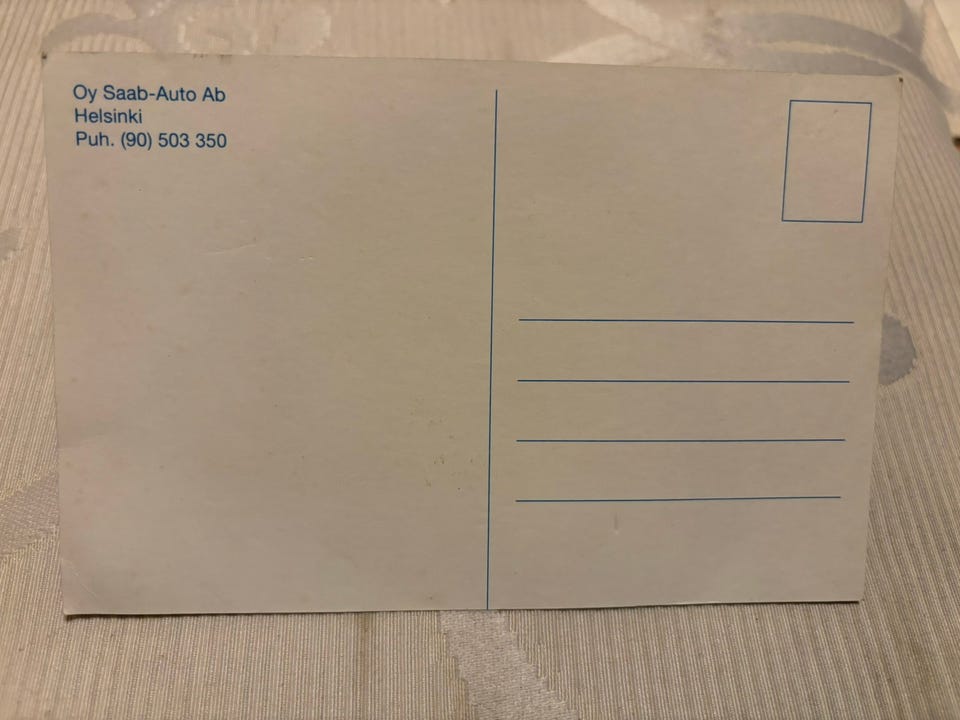 Oy Saab-Auto Ab
Helsinki
Puh. (90) 503 350